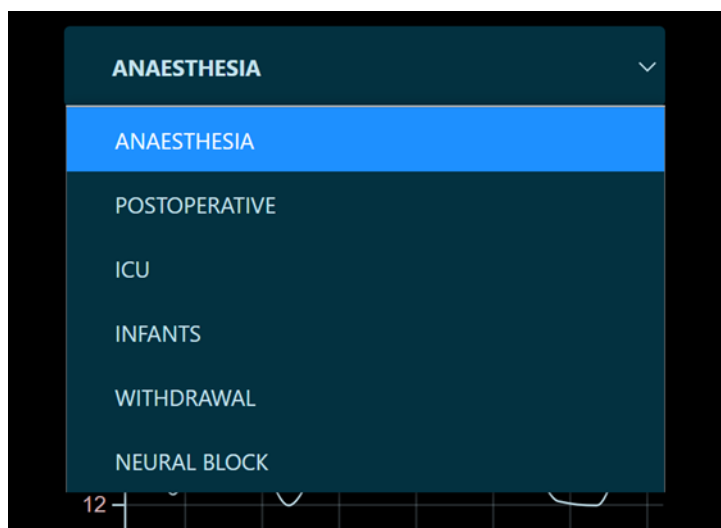 ANAESTHESIA
ANAESTHESIA
POSTOPERATIVE
ICU
INFANTS
WITHDRAWAL
NEURAL BLOCK
12